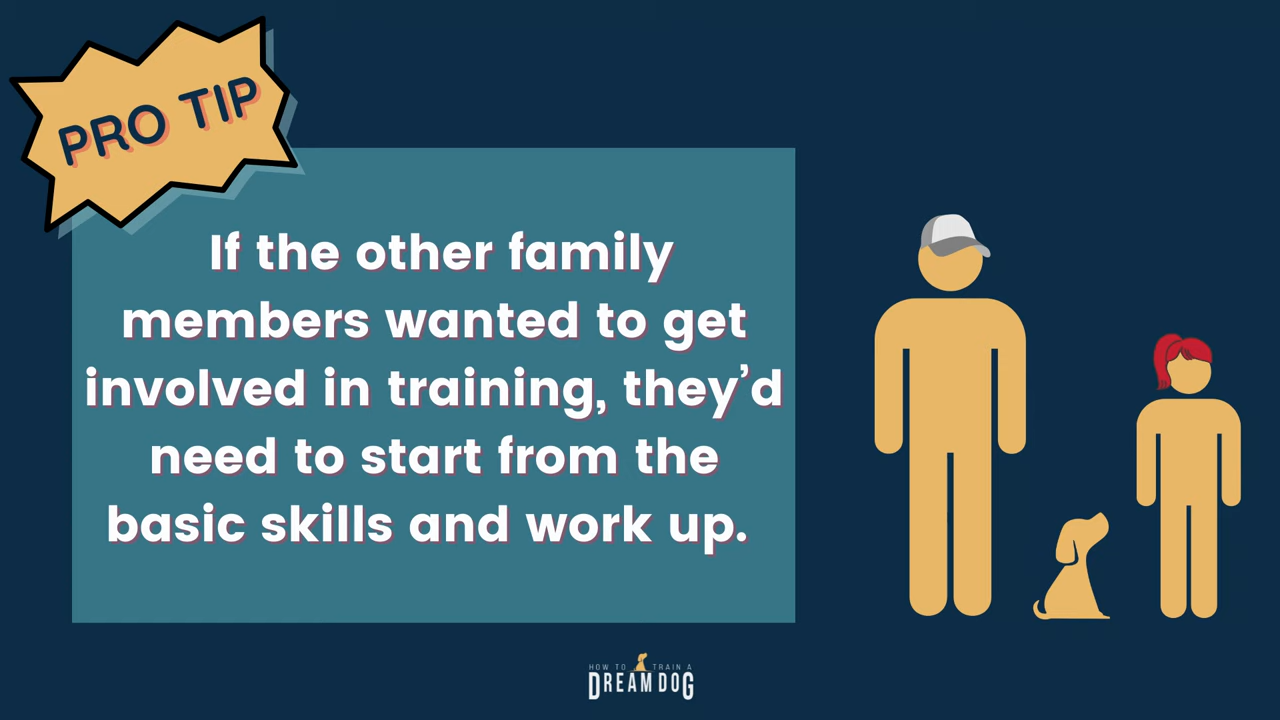 PRO TIP
If the other family
members wanted to get
involved in training, they’d
need to start from the
basic skills and work up.
HOW TO TRAIN A
DREAM DOG